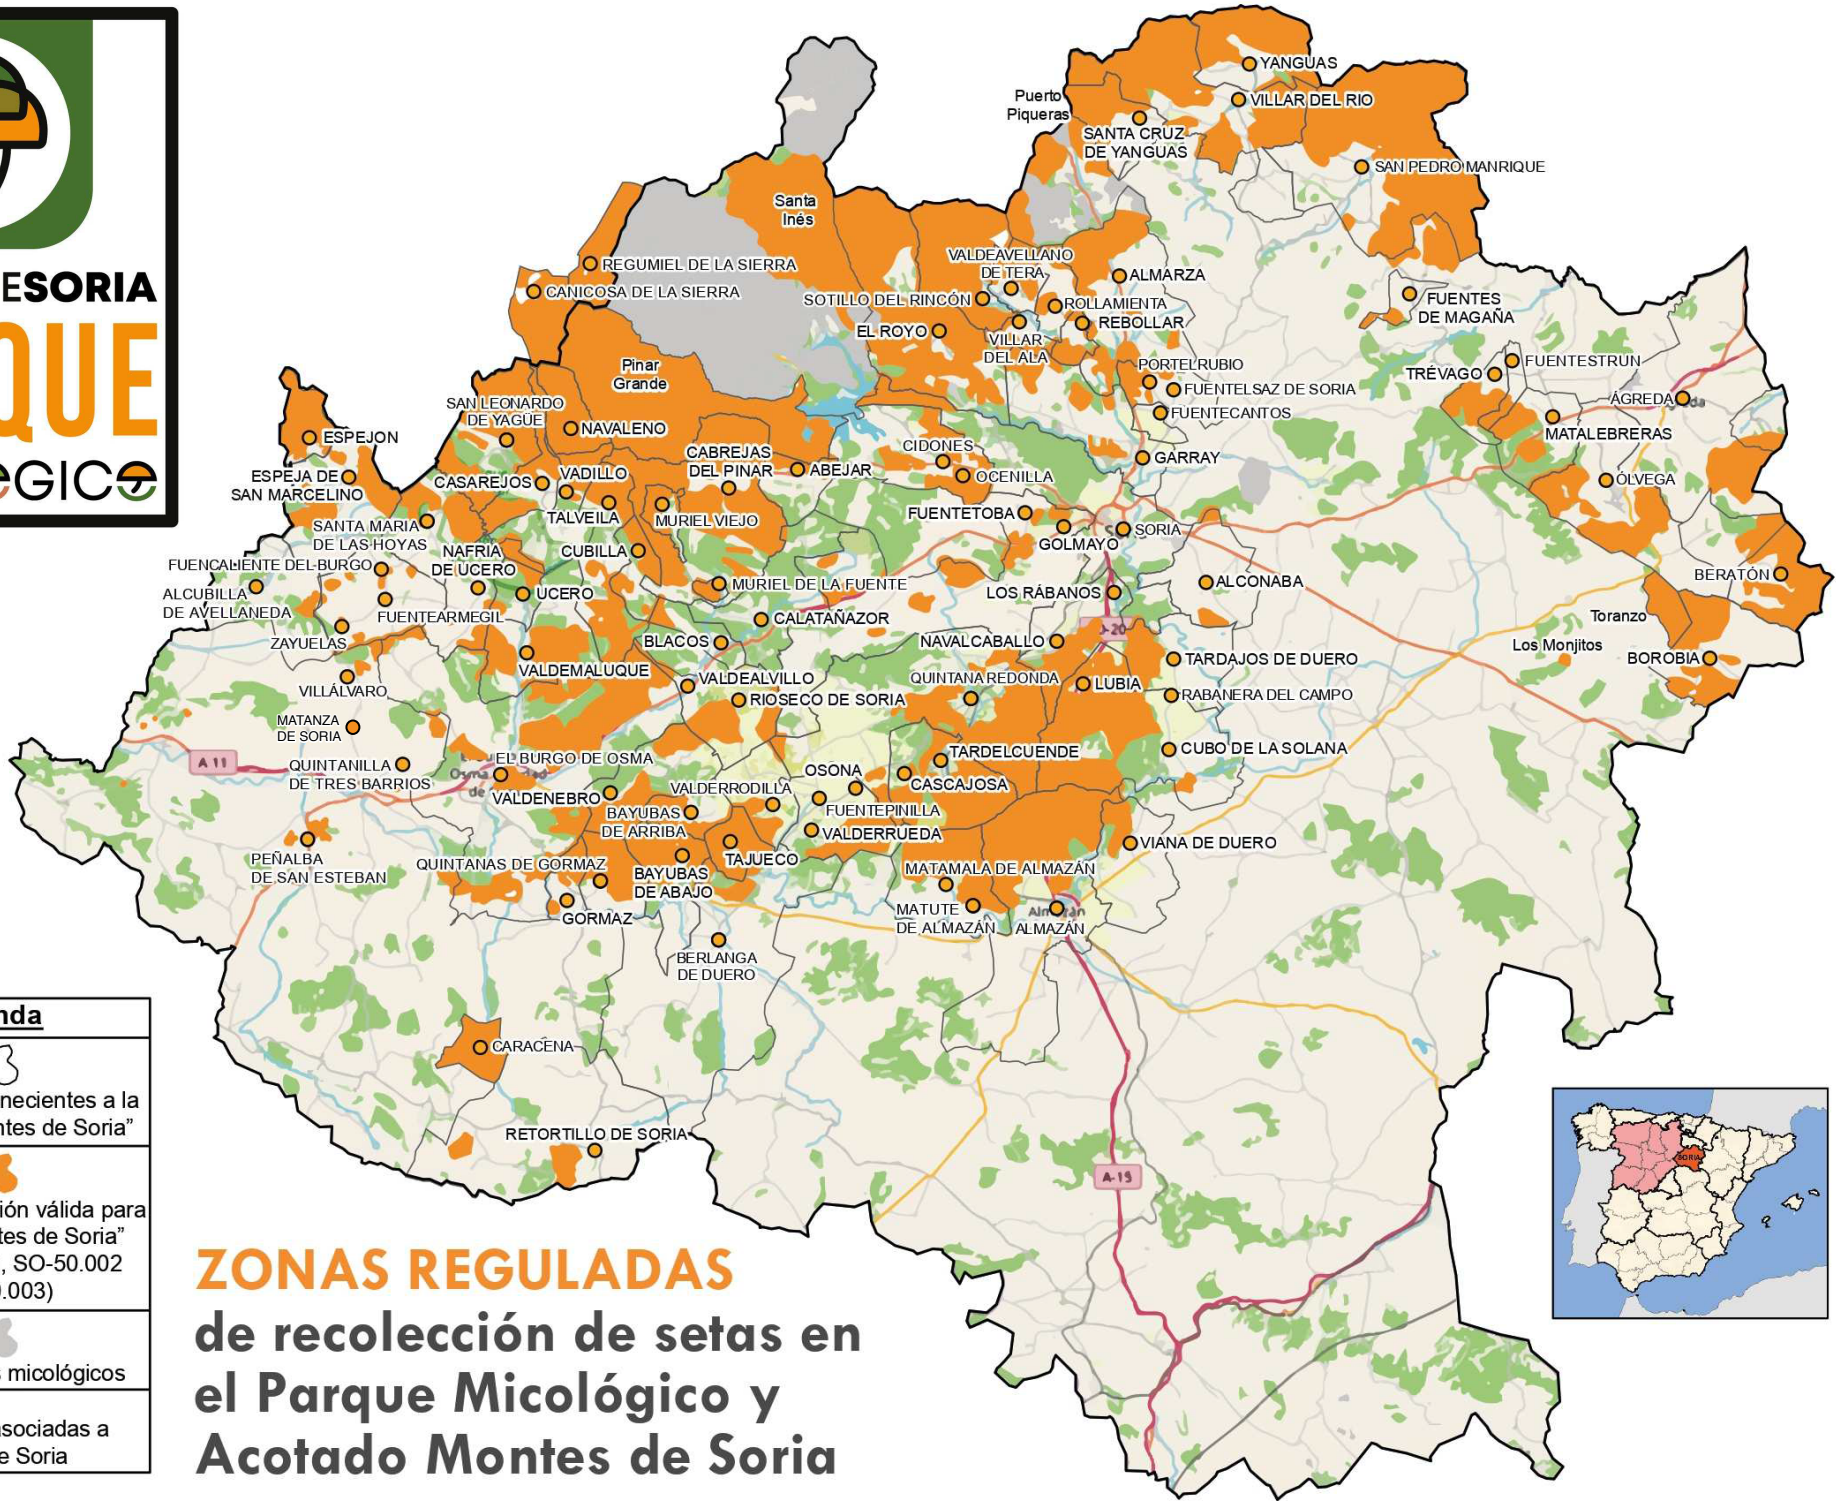 ESORIA
QUE
GICO
Puerto
Piqueras
YANGUAS
VILLAR DEL RIO
SANTA CRUZ
DE YANGUAS
SAN PEDRO MANRIQUE
Santa
Inés
REGUMIEL DE LA SIERRA
CANICOSA DE LA SIERRA
VALDEAVELLANO
DE TERA
ALMARZA
SOTILLO DEL RINCÓN
ROLLAMIENTA
EL ROYO
REBOLLAR
VILLAR
DEL ALA
FUENTES
DE MAGAÑA
Pinar
Grande
PORTELRUBIO
FUENTELSAZ DE SORIA
FUENTECANTOS
TRÉVAGO
FUENTESTRUN
ÁGREDA
MATALEBRERAS
SAN LEONARDO
DE YAGÜE
NAVALENO
ESPEJON
CABREJAS
DEL PINAR
ABEJAR
CIDONES
OCENILLA
GARRAY
ESPEJA DE
SAN MARCELINO
CASAREJOS
VADILLO
TALVEILA
MURIEL VIEJO
ÓLVEGA
SANTA MARIA
DE LAS HOYAS
FUENTETOBA
GOLMAYO
SORIA
NAFRIA
DE UCERO
CUBILLA
FUENCALIENTE DEL BURGO
ALCUBILLA
DE AVELLANEDA
UCERO
MURIEL DE LA FUENTE
LOS RÁBANOS
ALCONABA
BERATÓN
FUENTEARMEGIL
CALATAÑAZOR
Toranzo
J-20
ZAYUELAS
BLACOS
NAVALCABALLO
Los Monjitos
BOROBIA
VALDEMALUQUE
TARDAJOS DE DUERO
VILLÁLVARO
VALDEALVILLO
QUINTANA REDONDA
LUBIA
RIOSECO DE SORIA
RABANERA DEL CAMPO
MATANZA
DE SORIA
A 11
QUINTANILLA
DE TRES BARRIOS
EL BURGO DE OSMA
Osma
de
dad
TARDELCUENDE
CUBO DE LA SOLANA
OSONA
CASCAJOSA
VALDENEBRO
VALDERRODILLA
FUENTEPINILLA
BAYUBAS
DE ARRIBA
VALDERRUEDA
PEÑALBA
DE SAN ESTEBAN
QUINTANAS DE GORMAZ
TAJUECO
VIANA DE DUERO
BAYUBAS
DE ABAJO
MATAMALA DE ALMAZÁN
GORMAZ
MATUTE
DE ALMAZÁN
Almazán
ALMAZÁN
BERLANGA
DE DUERO
CARACENA
RETORTILLO DE SORIA
A-15
nda
necientes a la
ntes de Soria”
ión válida para
tes de Soria”
, SO-50.002
0.003)
s micológicos
asociadas a
e Soria
SORIA
ZONAS REGULADAS
de recolección de setas en
el Parque Micológico y
Acotado Montes de Soria